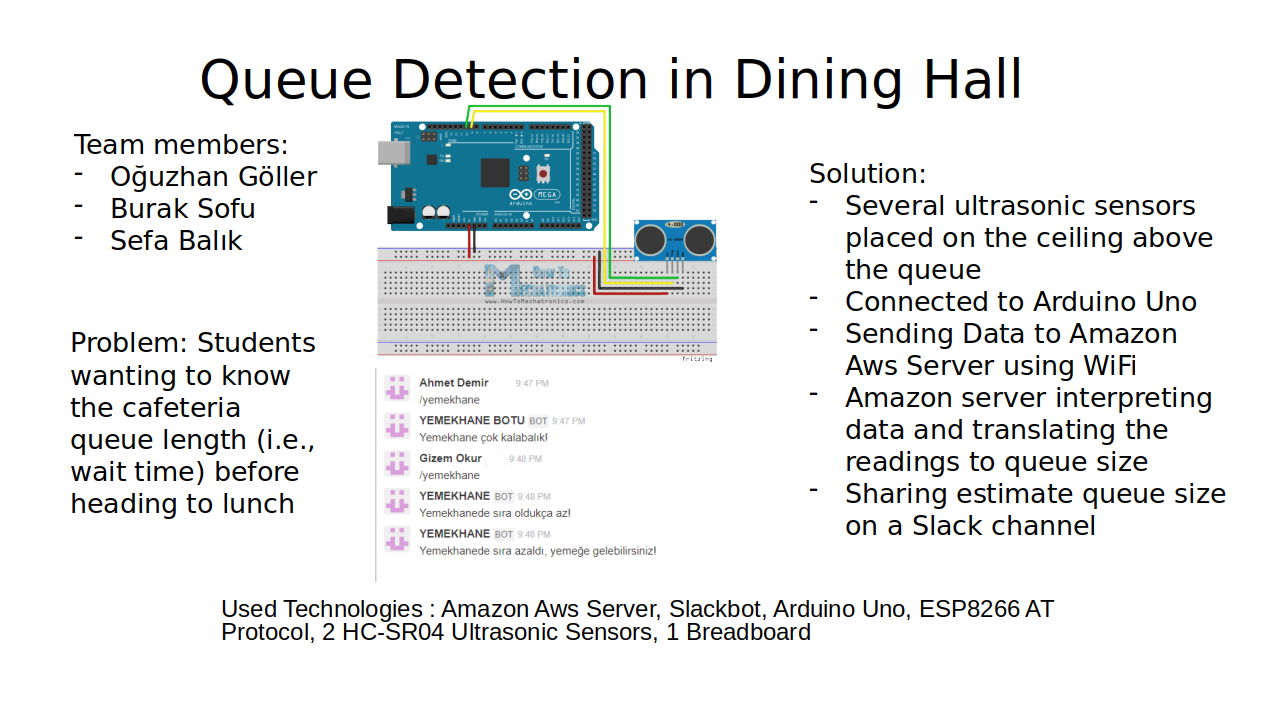 Queue Detection in Dining Hall
Team members:
- Oğuzhan Göller
- Burak Sofu
- Sefa Balık
Problem: Students
wanting to know
the cafeteria
queue length (i.e.,
wait time) before
heading to lunch
Arduino
MEGA
How To
Mechatronics
www.HowToMechatronics.com
fritzing
Ahmet Demir 9:47 PM
/yemekhane
YEMEKHANE BOTU BOT 9:47 PM
Yemekhane çok kalabalık!
Gizem Okur 9:48 PM
/yemekhane
YEMEKHANE BOT 9:48 PM
Yemekhanede sıra oldukça az!
YEMEKHANE BOT 9:48 PM
Yemekhanede sıra azaldı, yemeğe gelebilirsiniz!
Solution:
- Several ultrasonic sensors
placed on the ceiling above
the queue
- Connected to Arduino Uno
- Sending Data to Amazon
Aws Server using WiFi
- Amazon server interpreting
data and translating the
readings to queue size
- Sharing estimate queue size
on a Slack channel
Used Technologies : Amazon Aws Server, Slackbot, Arduino Uno, ESP8266 AT
Protocol, 2 HC-SR04 Ultrasonic Sensors, 1 Breadboard